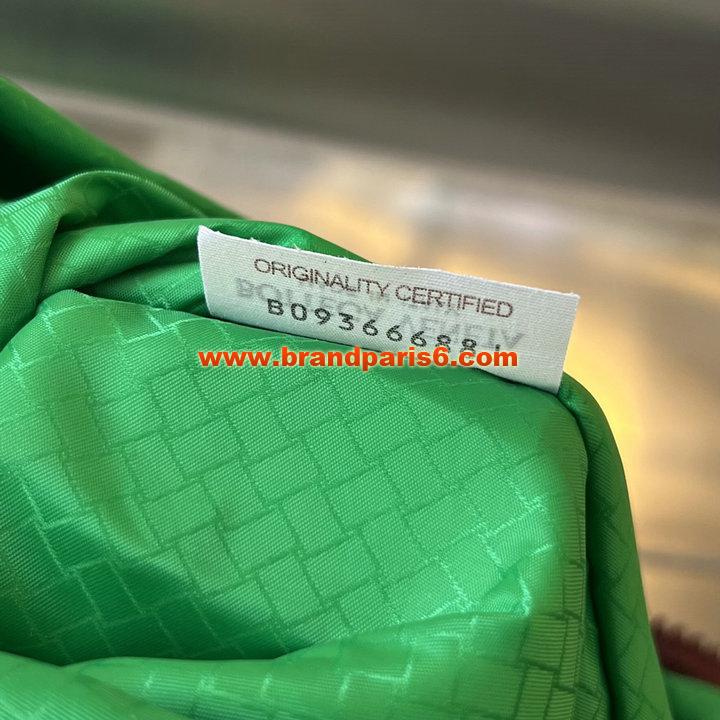 ORIGINALITY CERTIFIED
B09366688
www.brandparis6.com